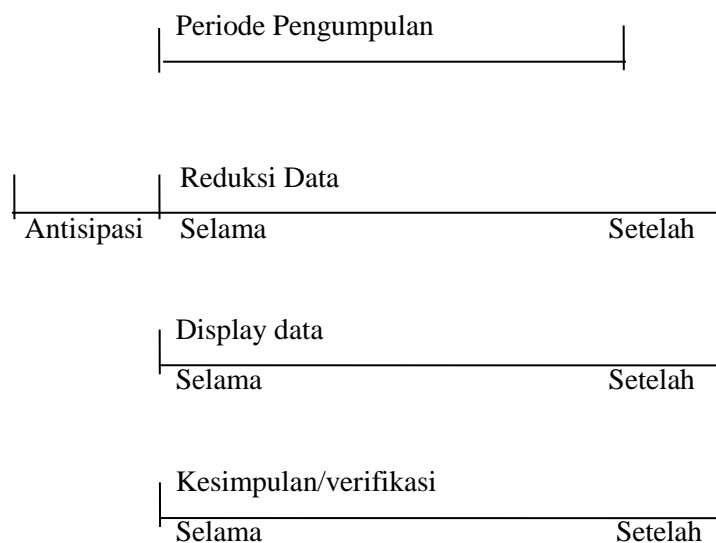 Periode Pengumpulan
Reduksi Data
Antisipasi Selama Setelah
Display data
Selama Setelah
Kesimpulan/verifikasi
Selama Setelah